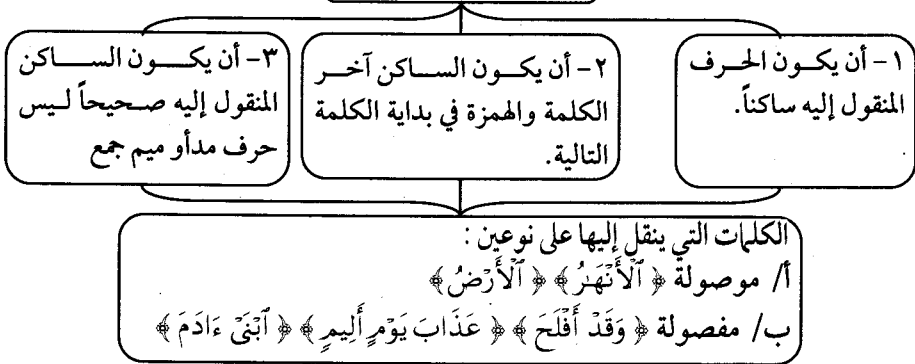 ١- أن يكون الحرف
المنقول إليه ساكناً.
٢- أن يكون الساكن آخر
الكلمة والهمزة في بداية الكلمة
التالية.
٣- أن يكون الساكن
المنقول إليه صحيحاً ليس
حرف مدأو ميم جمع
الكلمات التي ينقل إليها على نوعين :
أ/ موصولة ﴿ ٱلْأَنْهَٰرُ ﴾ ﴿ ٱلْأَرْضُ ﴾
ب/ مفصولة ﴿ وَقَدْ أَفْلَحَ ﴾ ﴿ عَذَابَ يَوْمٍ أَلِيمٍ ﴾ ﴿ ٱبْنَىْ ءَادَمَ ﴾